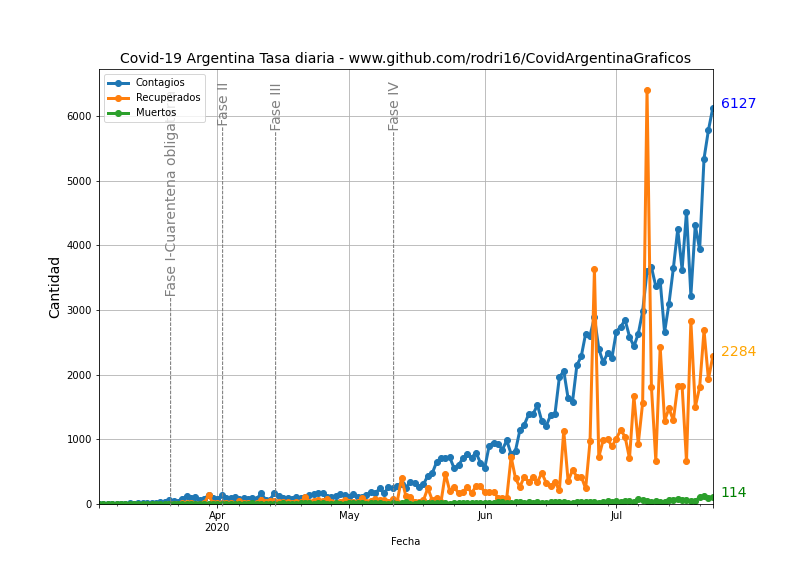 Covid-19 Argentina Tasa diaria - www.github.com/rodri16/CovidArgentinaGraficos
Contagios
Recuperados
Muertos
Fase I-Cuarentena obligat
Fase II
Fase III
Fase IV
6127
2284
114
Cantidad
6000
5000
4000
3000
2000
1000
0
Apr
2020
May
Jun
Jul
Fecha